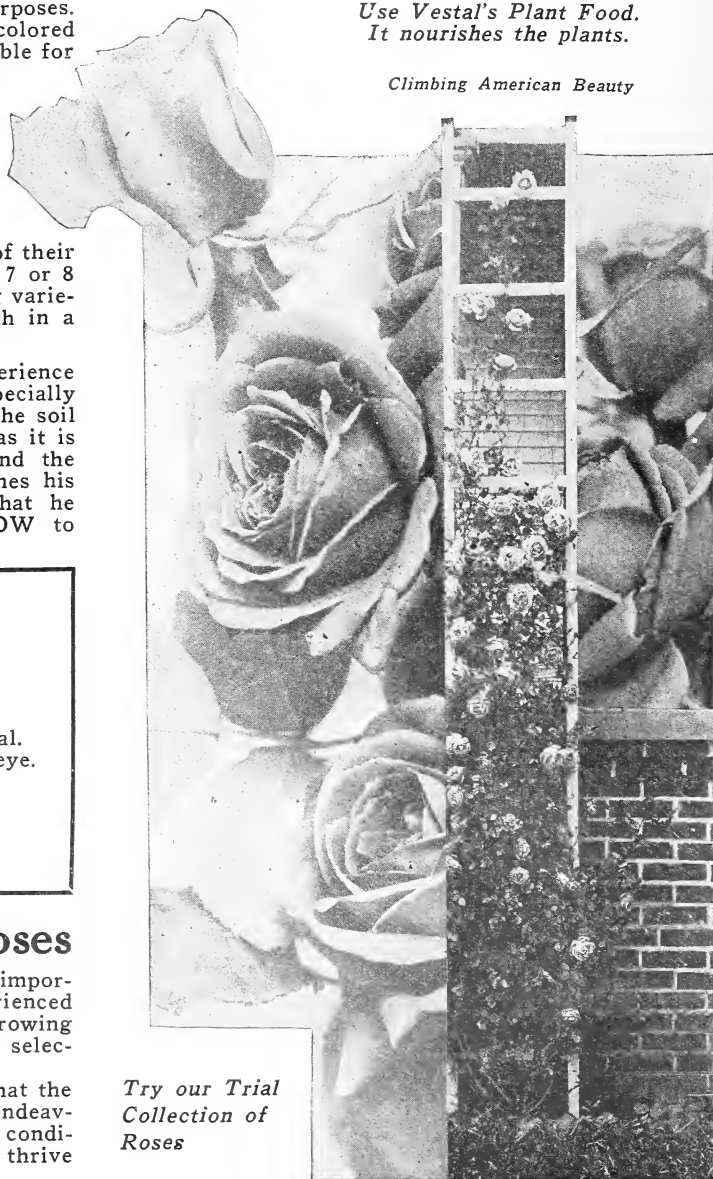 rposes.
colored
ble for
of their
7 or 8
varie-
h in a
erience
pecially
he soil
as it is
nd the
nes his
hat he
OW to
al.
eye.
oses
impor-
rienced
rowing
selec-
hat the
endeav-
condi-
thrive
Use Vestal's Plant Food.
It nourishes the plants.
Climbing American Beauty
Try our Trial
Collection of
Roses